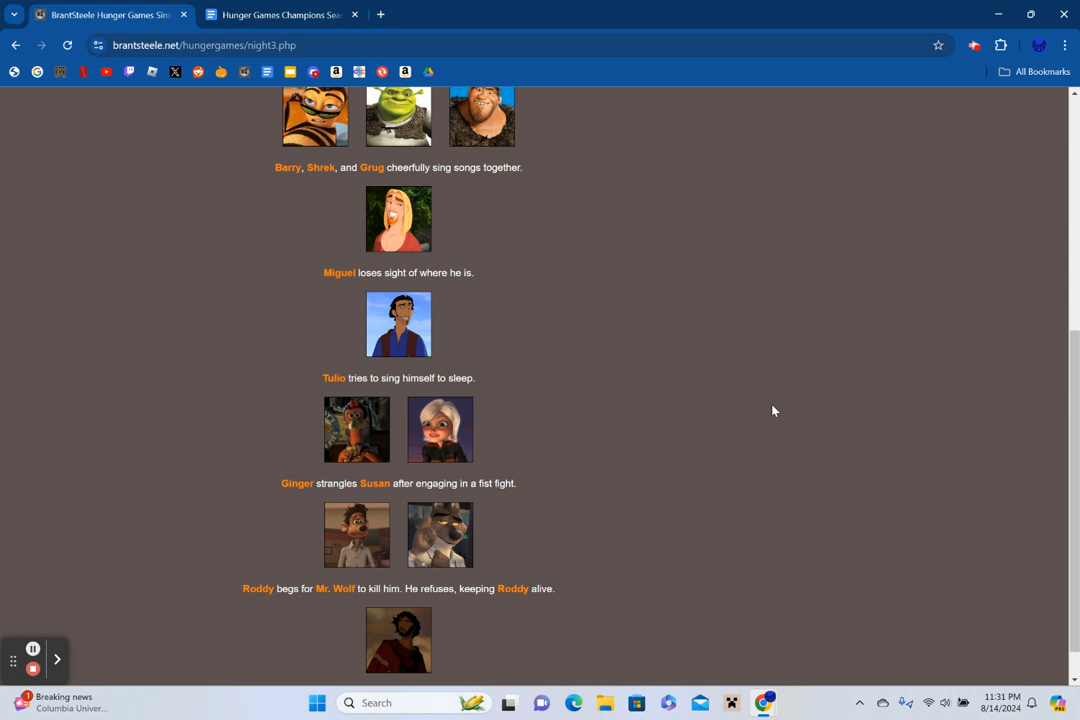 BrantSteele Hunger Games Sim
Hunger Games Champions Sea
brantsteele.net/hungergames/night3.php
All Bookmarks
Barry, Shrek, and Grug cheerfully sing songs together.
Miguel loses sight of where he is.
Tulio tries to sing himself to sleep.
Ginger strangles Susan after engaging in a fist fight.
Roddy begs for Mr. Wolf to kill him. He refuses, keeping Roddy alive.
1
Breaking news
Columbia Univer...
Search
11:31 PM
8/14/2024
PRE